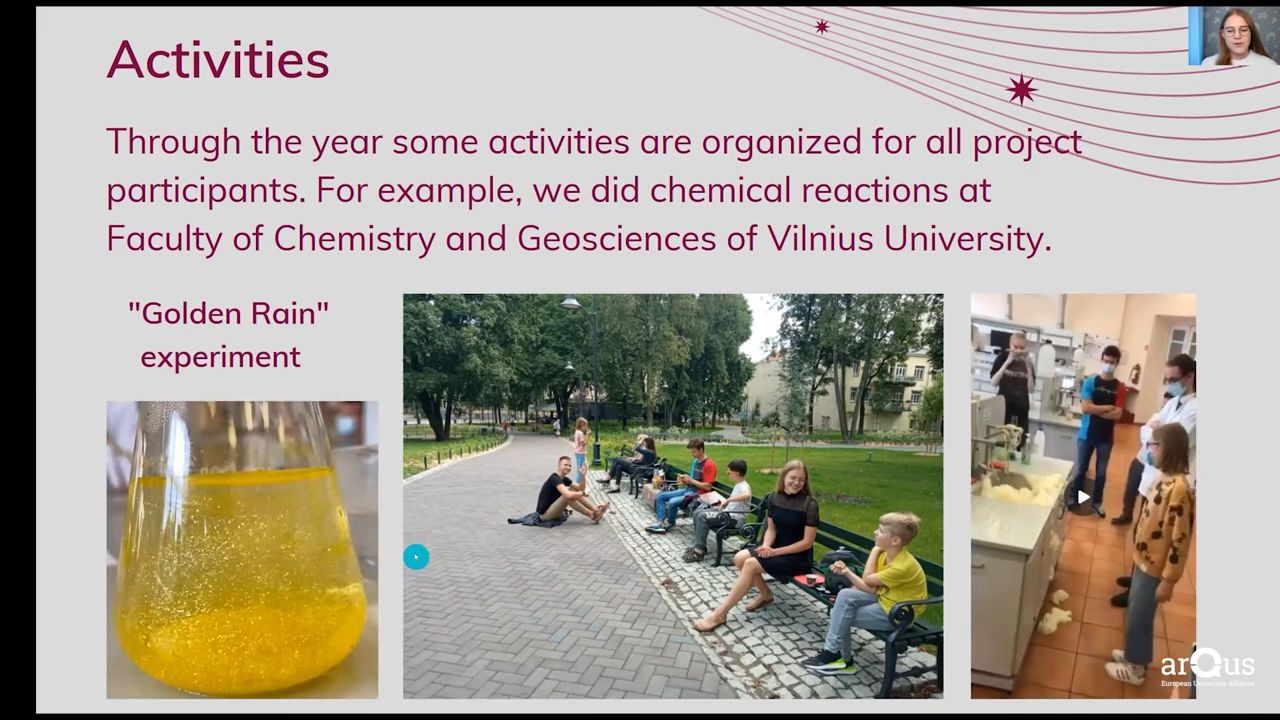 Activities
Through the year some activities are organized for all project
participants. For example, we did chemical reactions at
Faculty of Chemistry and Geosciences of Vilnius University.
"Golden Rain"
experiment
arQus
European University Alliance